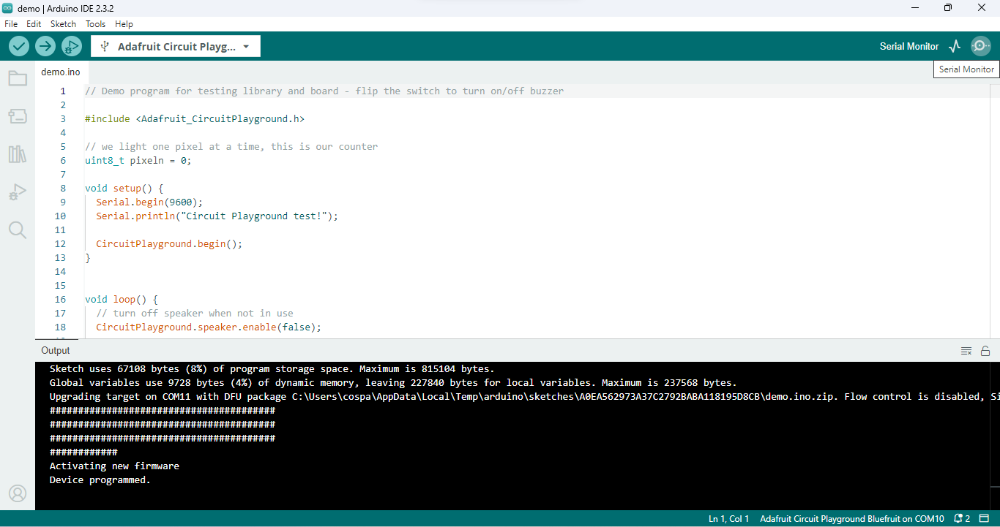 demo | Arduino IDE 2.3.2
File Edit Sketch Tools Help
Adafruit Circuit Playg...
Serial Monitor
Serial Monitor
demo.ino
1 // Demo program for testing library and board - flip the switch to turn on/off buzzer
2
3 #include <Adafruit_CircuitPlayground.h>
4
5 // we light one pixel at a time, this is our counter
6 uint8_t pixeln = 0;
7
8 void setup() {
9 Serial.begin(9600);
10 Serial.println("Circuit Playground test!");
11
12 CircuitPlayground.begin();
13 }
14
15
16 void loop() {
17 // turn off speaker when not in use
18 CircuitPlayground.speaker.enable(false);
Output
Sketch uses 67108 bytes (8%) of program storage space. Maximum is 815104 bytes.
Global variables use 9728 bytes (4%) of dynamic memory, leaving 227840 bytes for local variables. Maximum is 237568 bytes.
Upgrading target on COM11 with DFU package C:\Users\cospa\AppData\Local\Temp\arduino\sketches\A0EA562973A37C2792BABA118195D8CB\demo.ino.zip. Flow control is disabled, Si
########################################
########################################
########################################
############
Activating new firmware
Device programmed.
Ln 1, Col 1 Adafruit Circuit Playground Bluefruit on COM10 2